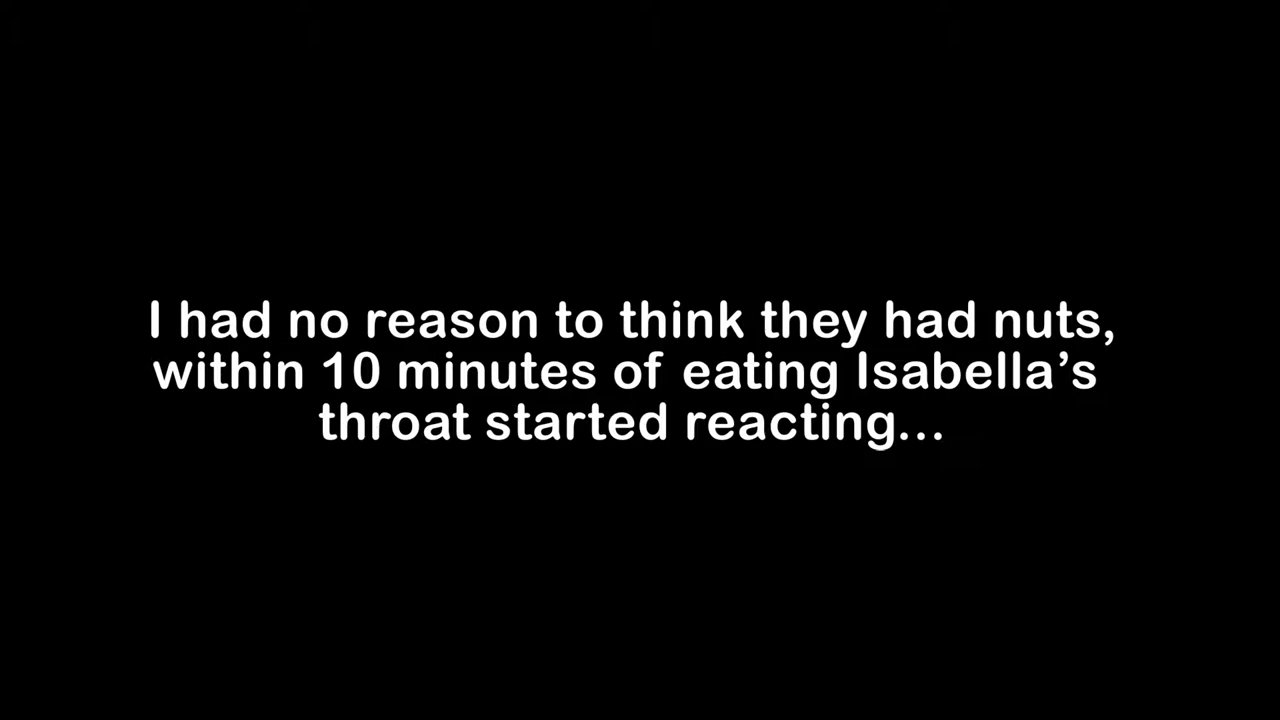 I had no reason to think they had nuts,
within 10 minutes of eating Isabella’s
throat started reacting...